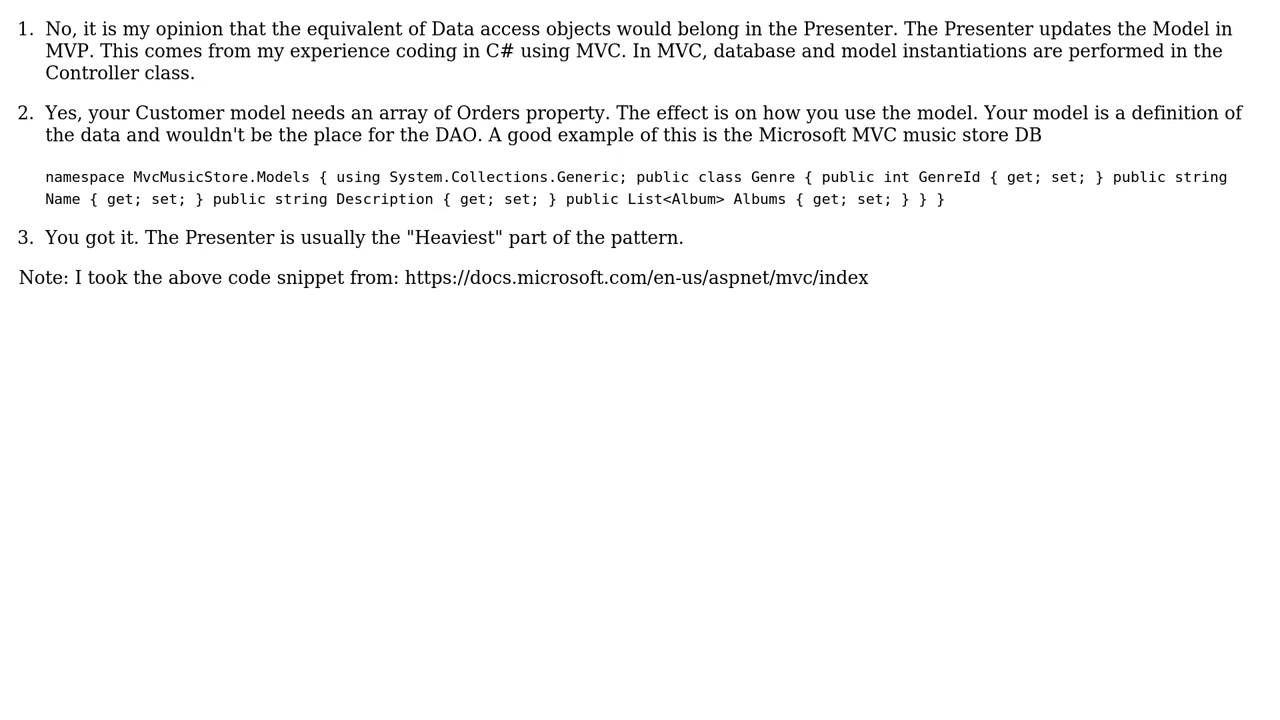 1. No, it is my opinion that the equivalent of Data access objects would belong in the Presenter. The Presenter updates the Model in
MVP. This comes from my experience coding in C# using MVC. In MVC, database and model instantiations are performed in the
Controller class.
2. Yes, your Customer model needs an array of Orders property. The effect is on how you use the model. Your model is a definition of
the data and wouldn't be the place for the DAO. A good example of this is the Microsoft MVC music store DB
namespace MvcMusicStore.Models { using System.Collections.Generic; public class Genre { public int GenreId { get; set; } public string
Name { get; set; } public string Description { get; set; } public List<Album> Albums { get; set; } } }
3. You got it. The Presenter is usually the "Heaviest" part of the pattern.
Note: I took the above code snippet from: https://docs.microsoft.com/en-us/aspnet/mvc/index